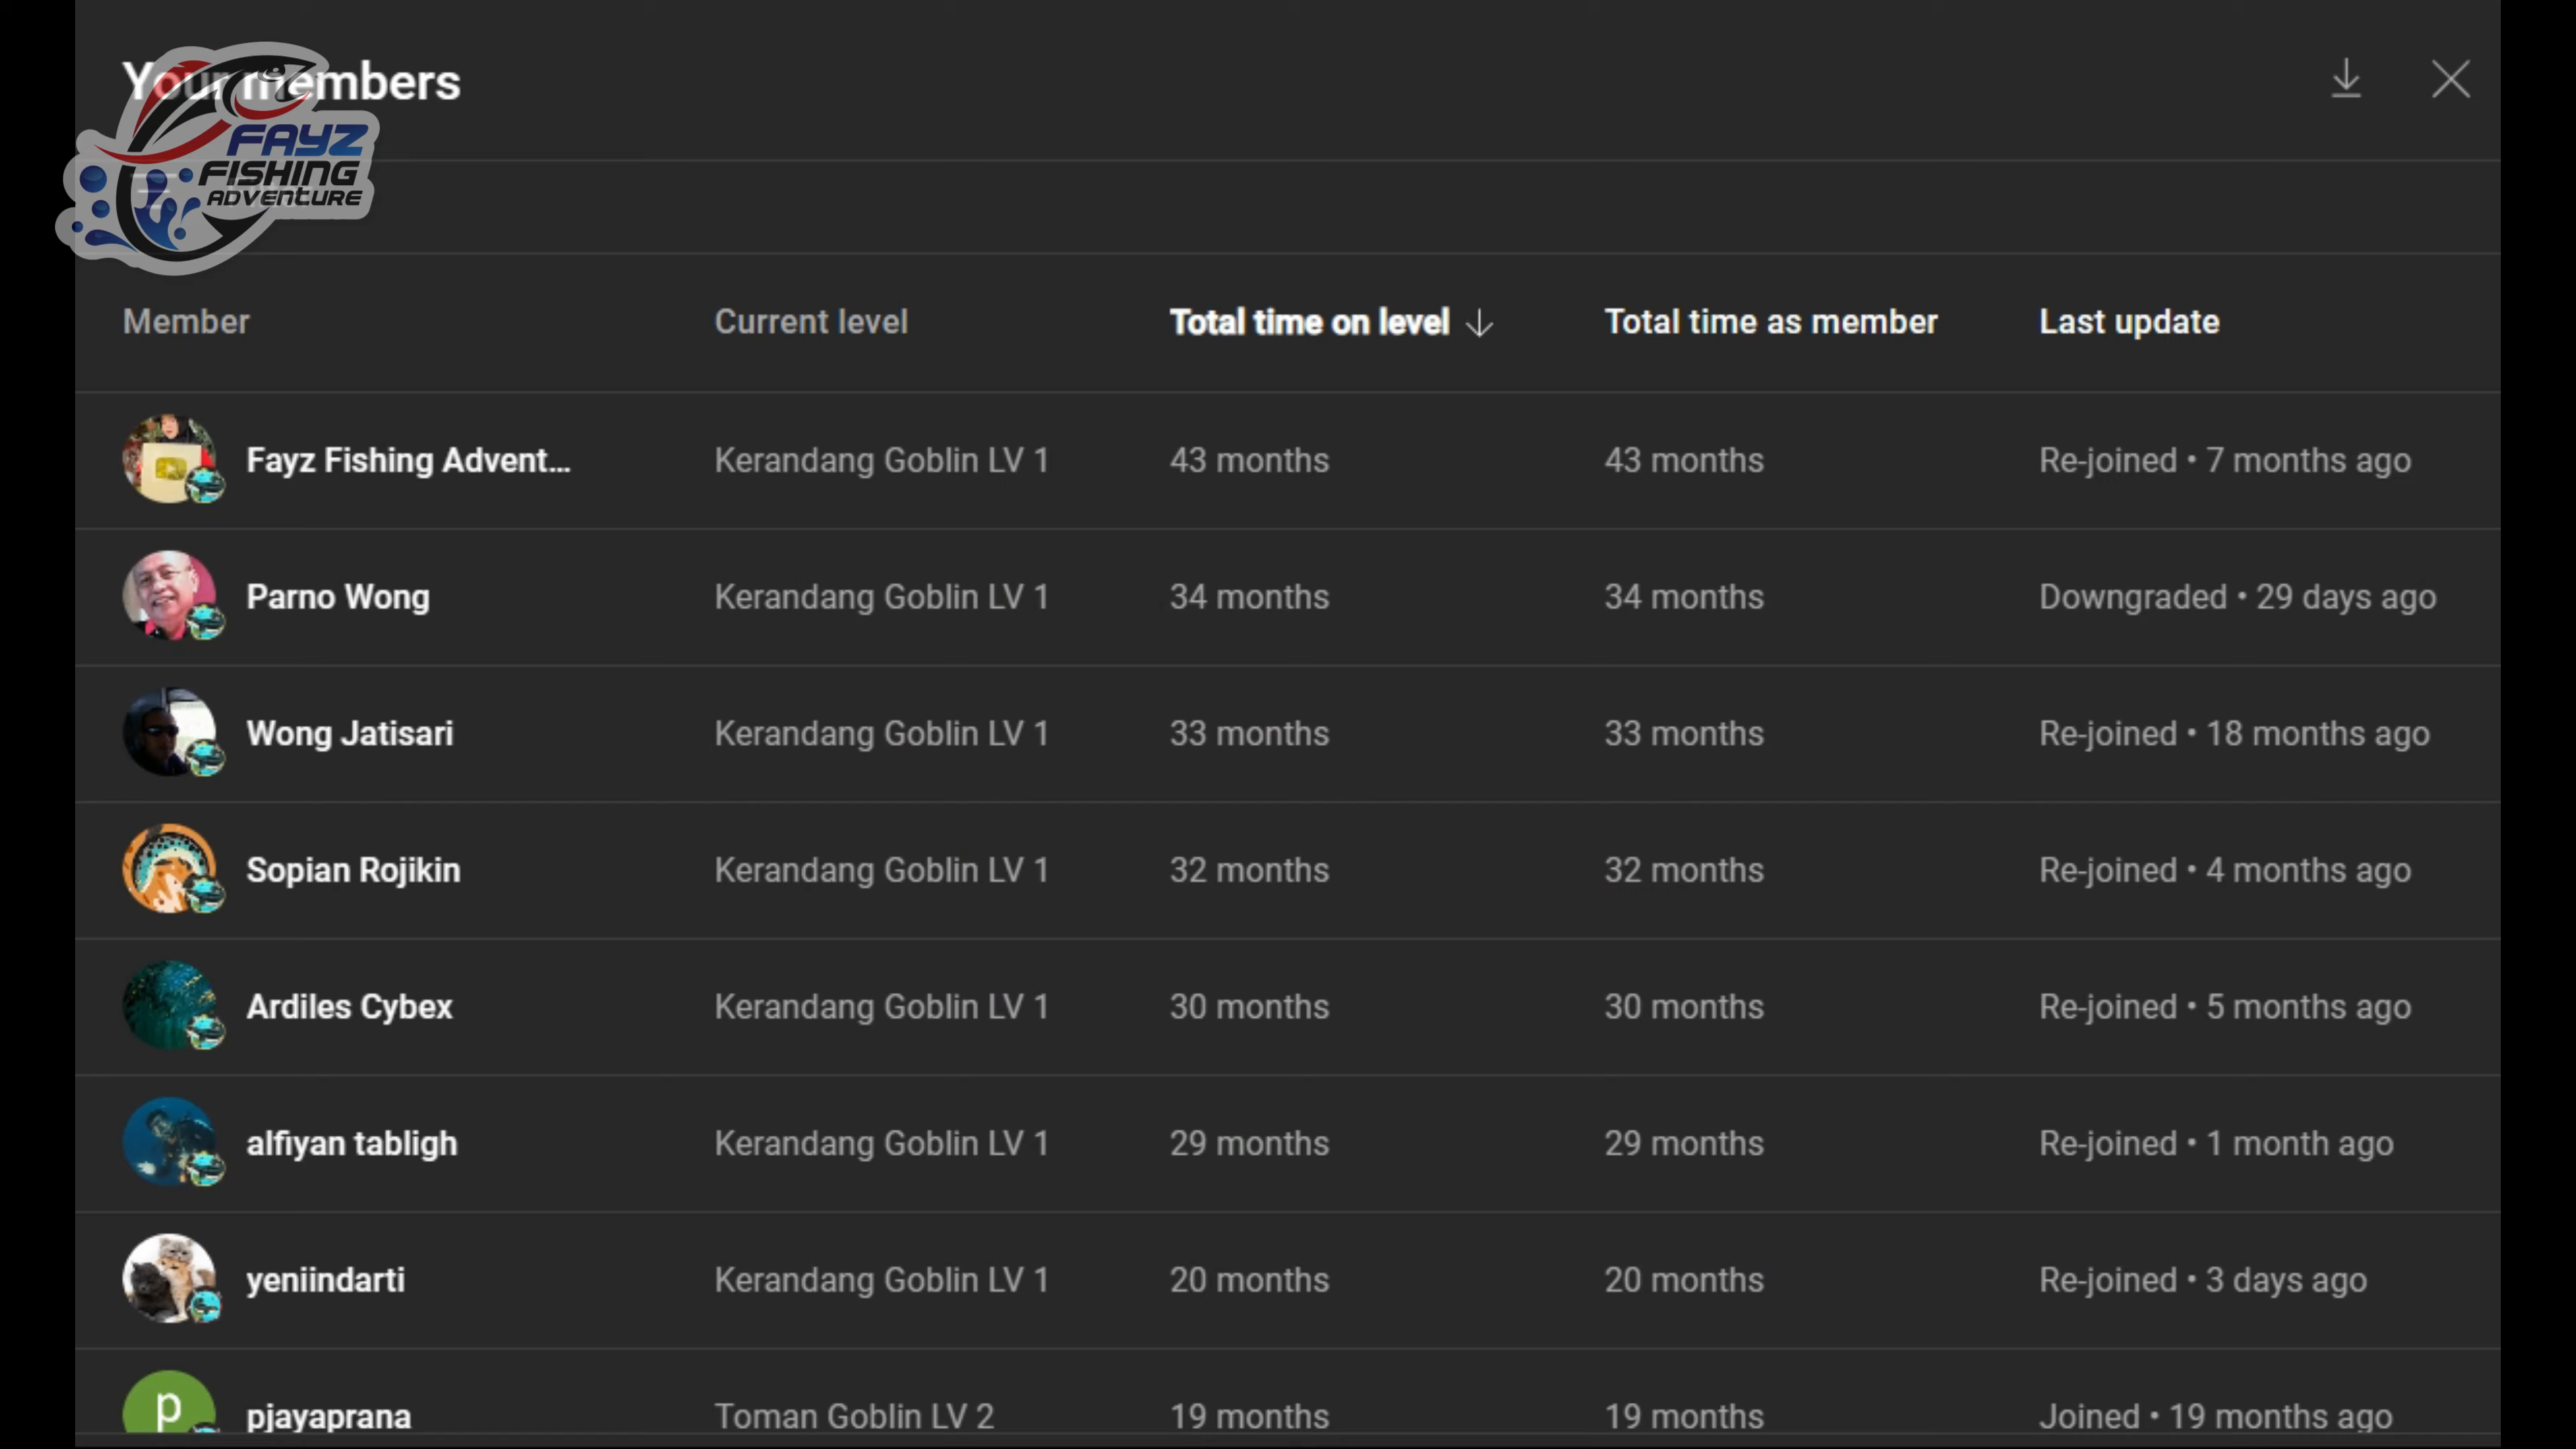 Your members
FAYZ
FISHING
ADVENTURE
Member Current level Total time on level Total time as member Last update
Fayz Fishing Advent... Kerandang Goblin LV 1 43 months 43 months Re-joined • 7 months ago
Parno Wong Kerandang Goblin LV 1 34 months 34 months Downgraded • 29 days ago
Wong Jatisari Kerandang Goblin LV 1 33 months 33 months Re-joined • 18 months ago
Sopian Rojikin Kerandang Goblin LV 1 32 months 32 months Re-joined • 4 months ago
Ardiles Cybex Kerandang Goblin LV 1 30 months 30 months Re-joined • 5 months ago
alfiyan tabligh Kerandang Goblin LV 1 29 months 29 months Re-joined • 1 month ago
yeniindarti Kerandang Goblin LV 1 20 months 20 months Re-joined • 3 days ago
p pjayaprana Toman Goblin LV 2 19 months 19 months Joined • 19 months ago